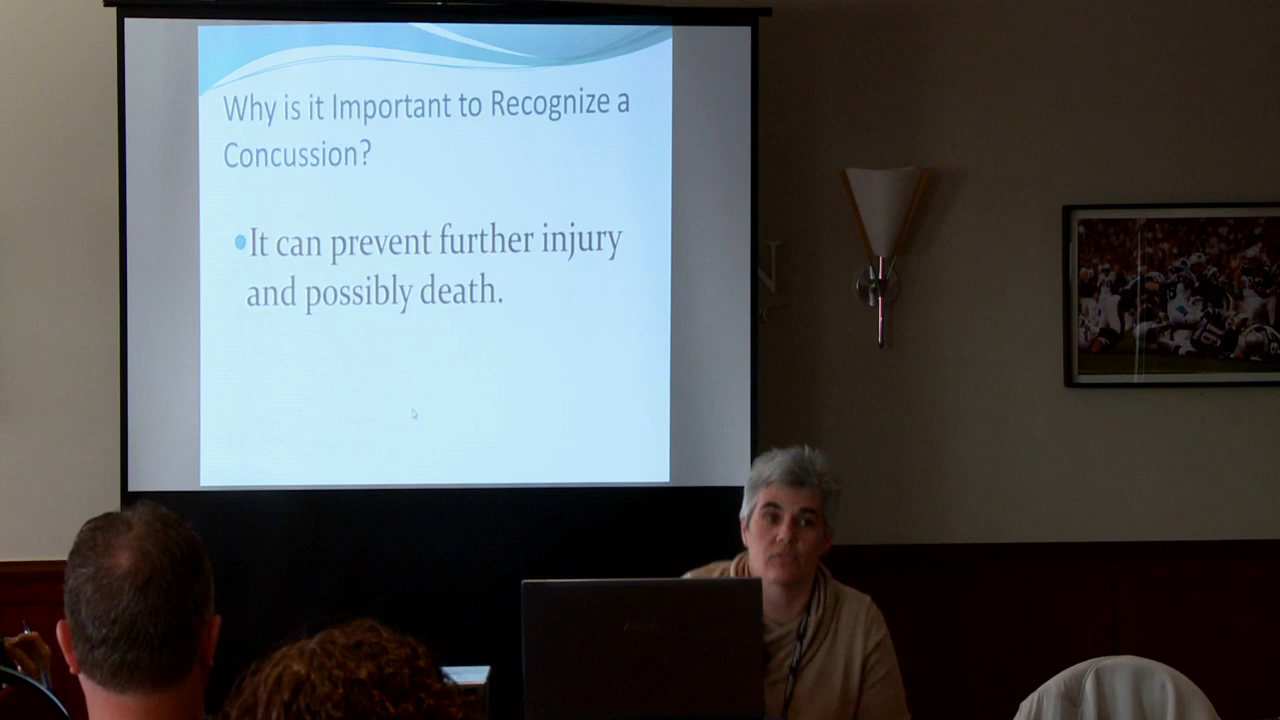 Why is it Important to Recognize a
Concussion?
•It can prevent further injury
and possibly death.